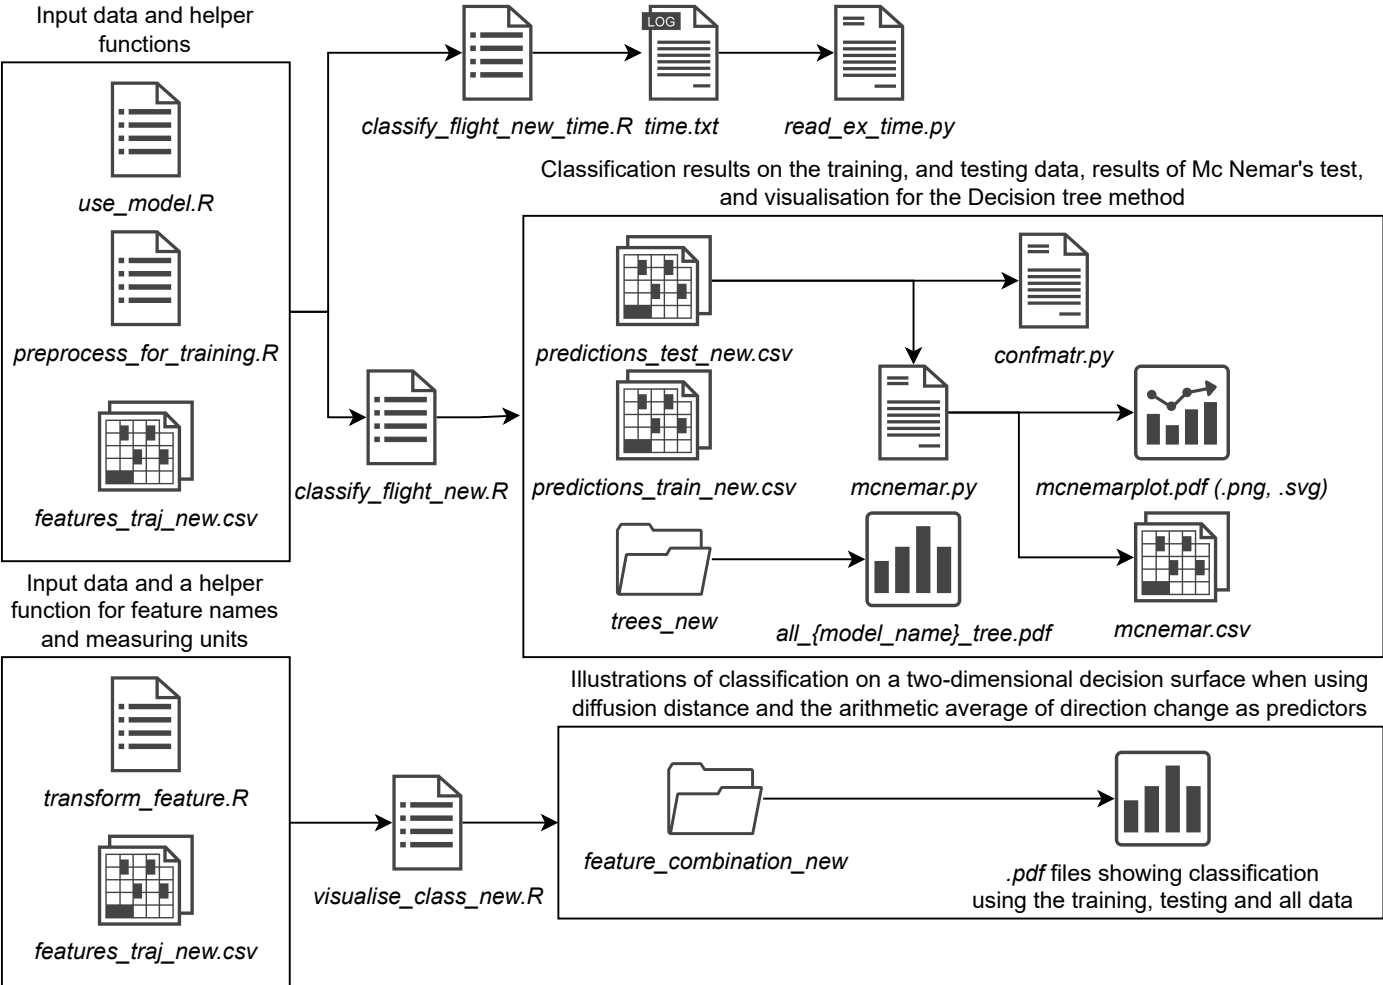 Input data and helper
functions
use_model.R
preprocess_for_training.R
features_traj_new.csv
LOG
classify_flight_new_time.R
time.txt
read_ex_time.py
classify_flight_new.R
Classification results on the training, and testing data, results of Mc Nemar's test,
and visualisation for the Decision tree method
predictions_test_new.csv
confmatr.py
predictions_train_new.csv
mcnemar.py
mcnemarplot.pdf (.png, .svg)
trees_new
all_{model_name}_tree.pdf
mcnemar.csv
Input data and a helper
function for feature names
and measuring units
transform_feature.R
features_traj_new.csv
visualise_class_new.R
Illustrations of classification on a two-dimensional decision surface when using
diffusion distance and the arithmetic average of direction change as predictors
feature_combination_new
.pdf files showing classification
using the training, testing and all data